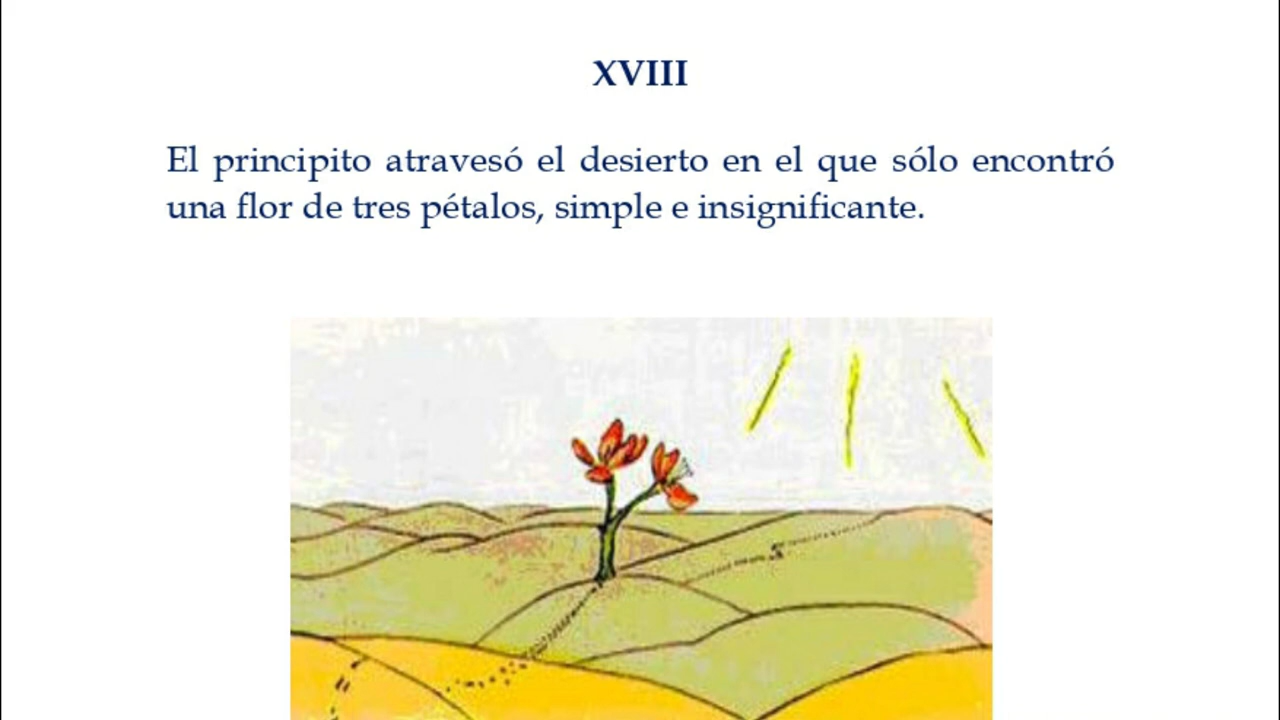 XVIII
El principito atravesó el desierto en el que sólo encontró
una flor de tres pétalos, simple e insignificante.